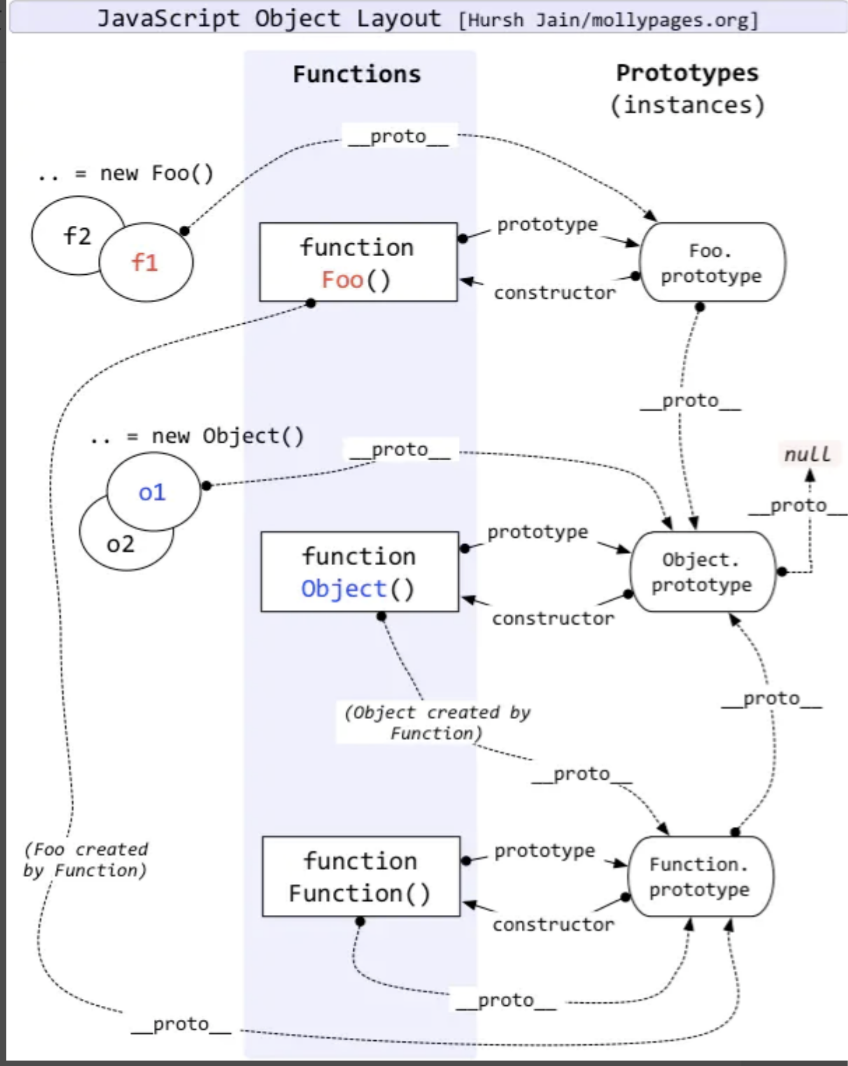 JavaScript Object Layout [Hursh Jain/mollypages.org]
Functions
Prototypes
(instances)
__proto__
.. = new Foo()
f2
f1
function
Foo()
prototype
constructor
Foo.
prototype
__proto__
.. = new Object()
__proto__
null
__proto__
o1
o2
function
Object()
prototype
constructor
Object.
prototype
(Object created by
Function)
__proto__
__proto__
(Foo created
by Function)
function
Function()
prototype
constructor
Function.
prototype
__proto__
__proto__